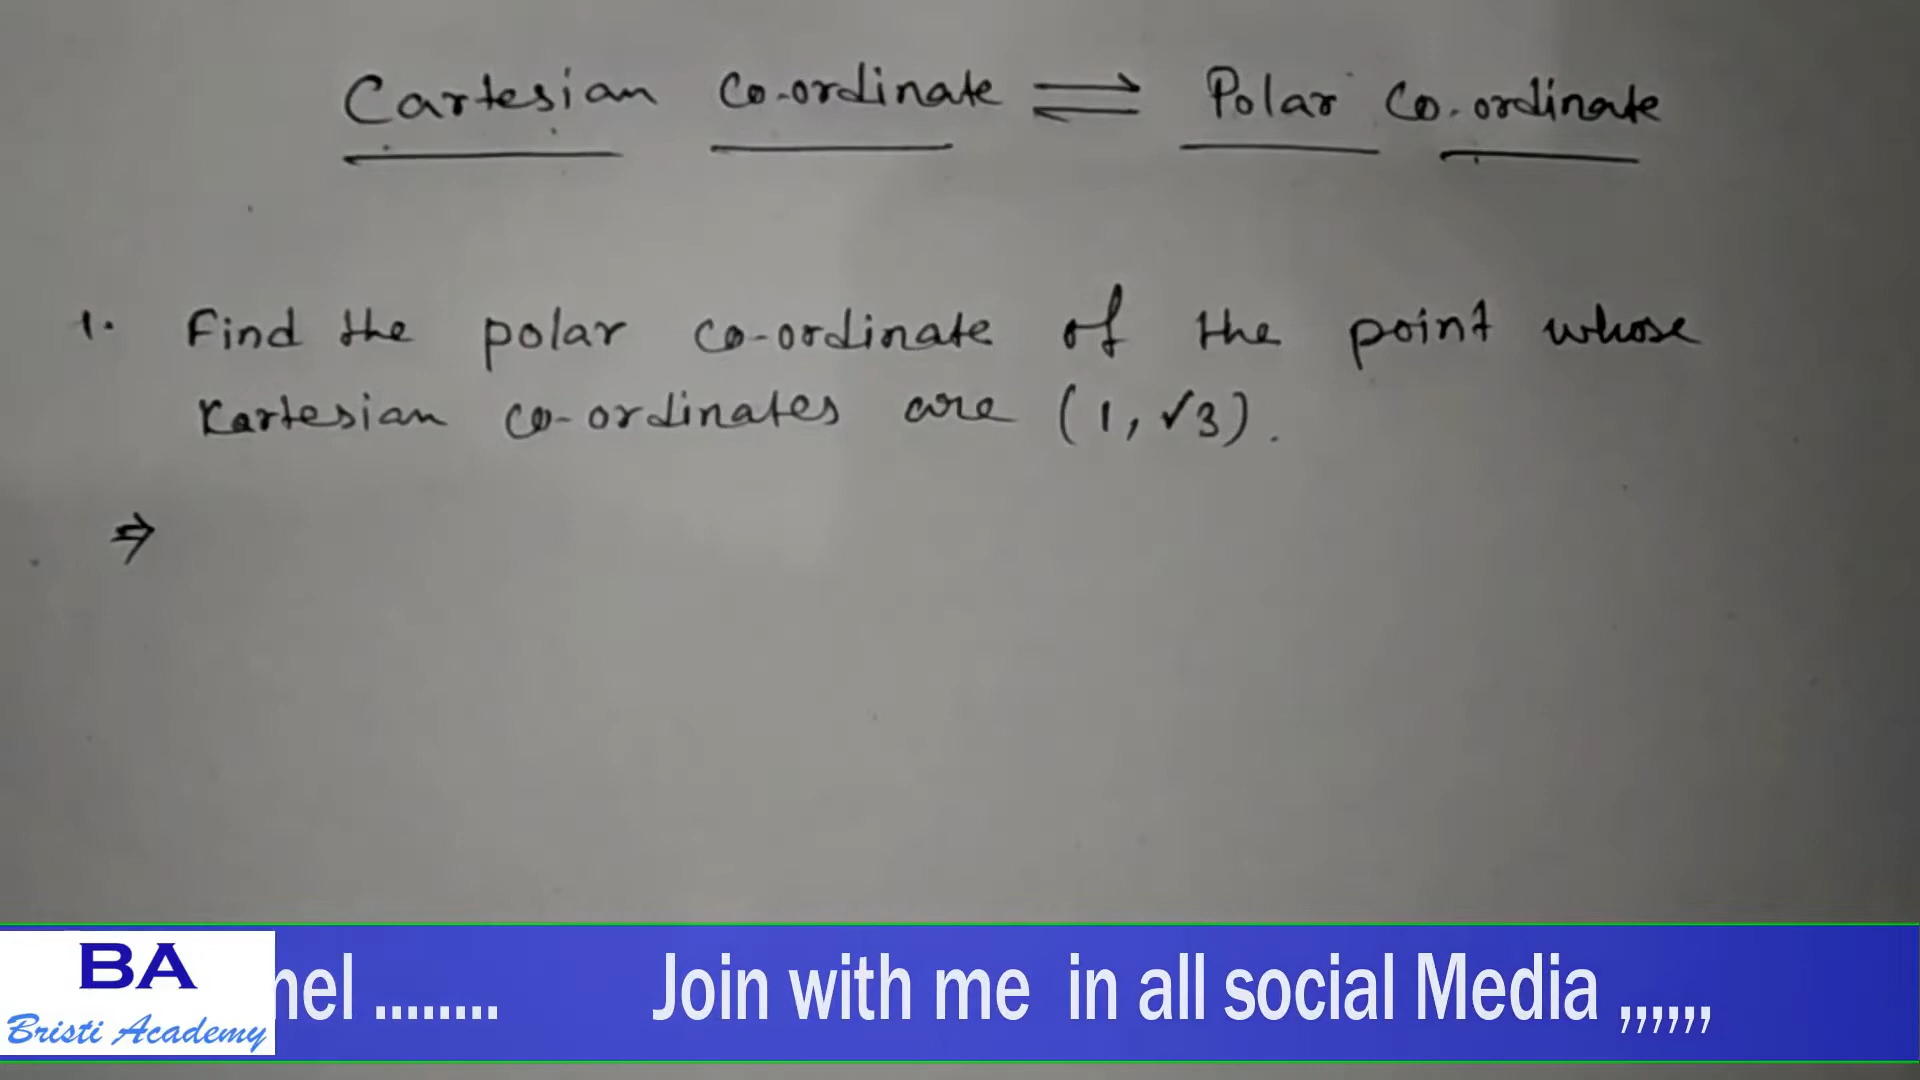 Cartesian Co-ordinate ⇌ Polar Co-ordinate
1. Find the polar co-ordinate of the point whose
Kartesian co-ordinates are (1, √3).
⇒
BA
Bristi Academy
nel ........ Join with me in all social Media ,,,,,,